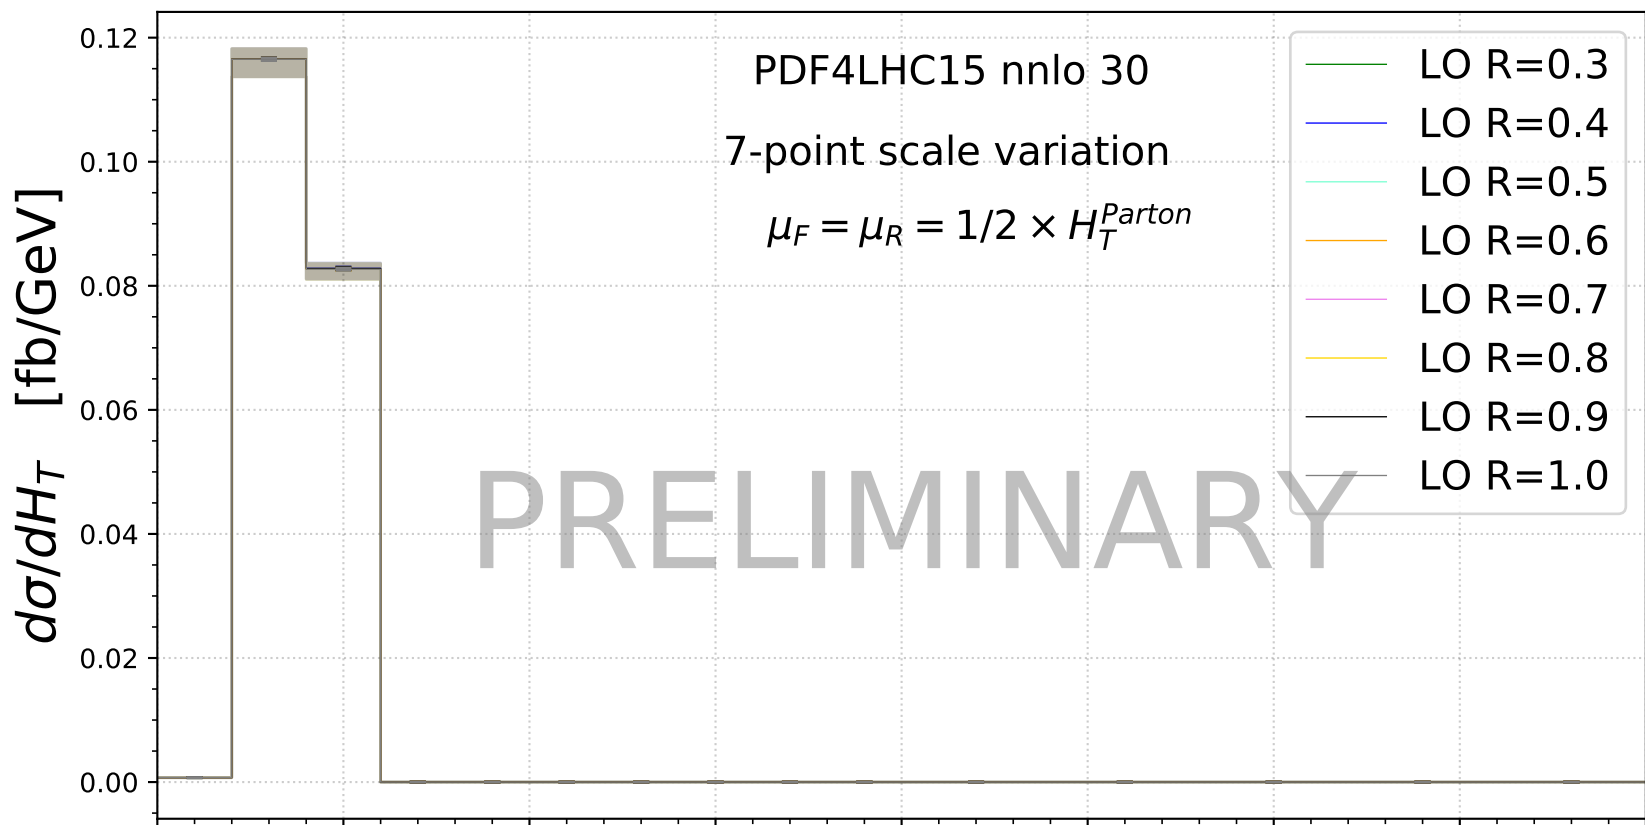 0.12
0.10
0.08
0.06
0.04
0.02
0.00
dσ/dH_T [fb/GeV]
PDF4LHC15 nnlo 30
7-point scale variation
μ_F = μ_R = 1/2 × H_T^{Parton}
LO R=0.3
LO R=0.4
LO R=0.5
LO R=0.6
LO R=0.7
LO R=0.8
LO R=0.9
LO R=1.0
PRELIMINARY